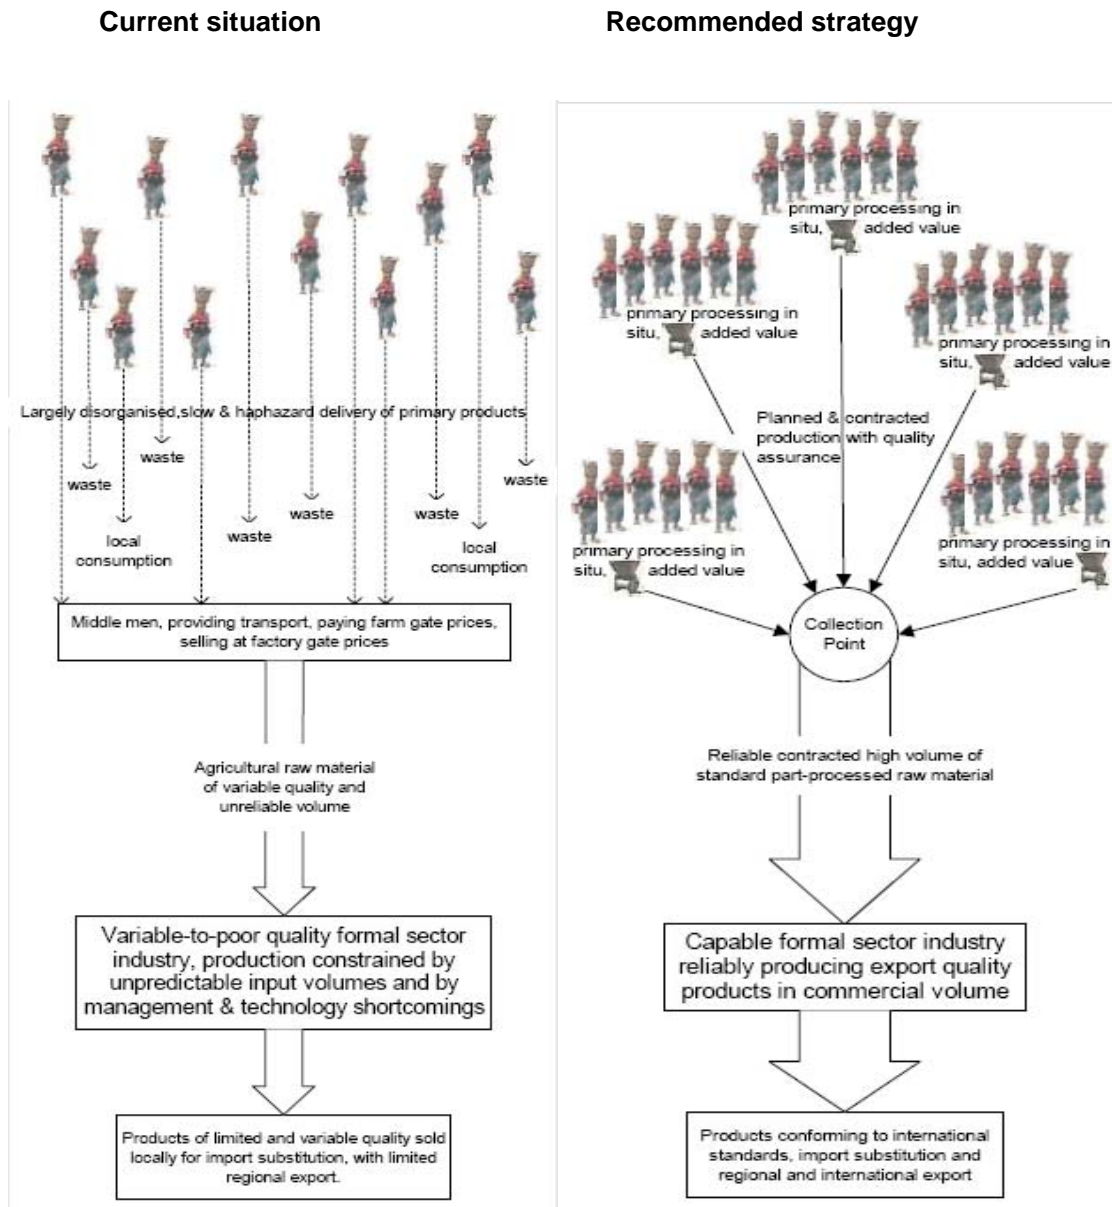 Current situation
Recommended strategy
Largely disorganised,slow & haphazard delivery of primary products
waste
waste
waste
waste
waste
waste
local
consumption
local
consumption
Middle men, providing transport, paying farm gate prices,
selling at factory gate prices
Agricultural raw material
of variable quality and
unreliable volume
Variable-to-poor quality formal sector
industry, production constrained by
unpredictable input volumes and by
management & technology shortcomings
Products of limited and variable quality sold
locally for import substitution, with limited
regional export.
primary processing in
situ, added value
primary processing in
situ, added value
primary processing in
situ, added value
Planned & contracted
production with quality
assurance
primary processing in
situ, added value
primary processing in
situ, added value
Collection
Point
Reliable contracted high volume of
standard part-processed raw material
Capable formal sector industry
reliably producing export quality
products in commercial volume
Products conforming to international
standards, import substitution and
regional and international export